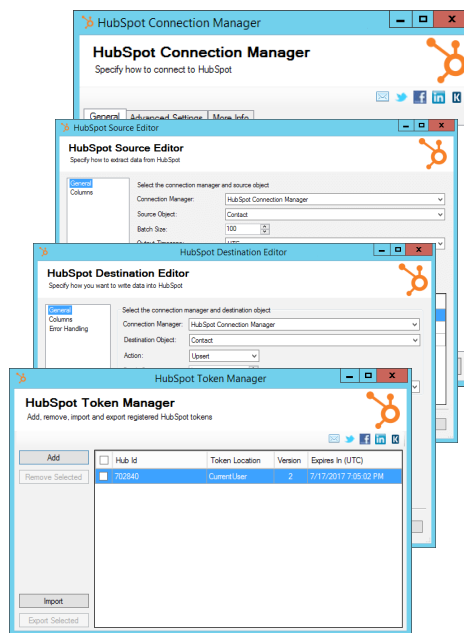 HubSpot Connection Manager
HubSpot Connection Manager
Specify how to connect to HubSpot
General Advanced Settings More Info
HubSpot Source Editor
HubSpot Source Editor
Specify how to extract data from HubSpot
General
Columns
Select the connection manager and source object
Connection Manager: HubSpot Connection Manager
Source Object: Contact
Batch Size: 100
Output Timezone: UTC
HubSpot Destination Editor
HubSpot Destination Editor
Specify how you want to write data into HubSpot
General
Columns
Error Handling
Select the connection manager and destination object
Connection Manager: HubSpot Connection Manager
Destination Object: Contact
Action: Upsert
HubSpot Token Manager
HubSpot Token Manager
Add, remove, import and export registered HubSpot tokens
Add
Remove Selected
Hub Id Token Location Version Expires In (UTC)
702840 CurrentUser 2 7/17/2017 7:05:02 PM
Import
Export Selected